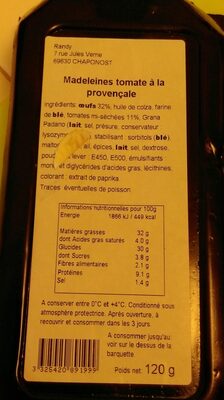 Randy
7 rue Jules Verne
69630 CHAPONOST
Madeleines tomate à la
provençale
Ingrédients: œufs 32%, huile de colza, farine
de blé, tomates mi-séchées 11%, Grana
Padano (lait, sel, présure, conservateur
lysozyme stabilisant: sorbitols (blé)
ail, épices, lait, sel, dextrose,
lever: E450, E500, émulsifiants
mono et diglycérides d'acides gras, lécithines,
colorant: extrait de paprika
Traces éventuelles de poisson
Informations nutritionnelles pour 100g
Energie 1866 kJ / 449 kcal
Matières grasses 32 g
dont Acides gras saturés 4.0 g
Glucides 30 g
dont Sucres 3.8 g
Fibres alimentaires 2.1 g
Protéines 9.1 g
Sel 1.4 g
A conserver entre 0°C et +4°C. Conditionné sous
atmosphère protectrice. Après ouverture, à
recouvrir et consommer dans les 3 jours.
A consommer jusqu'au:
voir sur le dessus de la
barquette
3 325420 891999
Poids net: 120 g